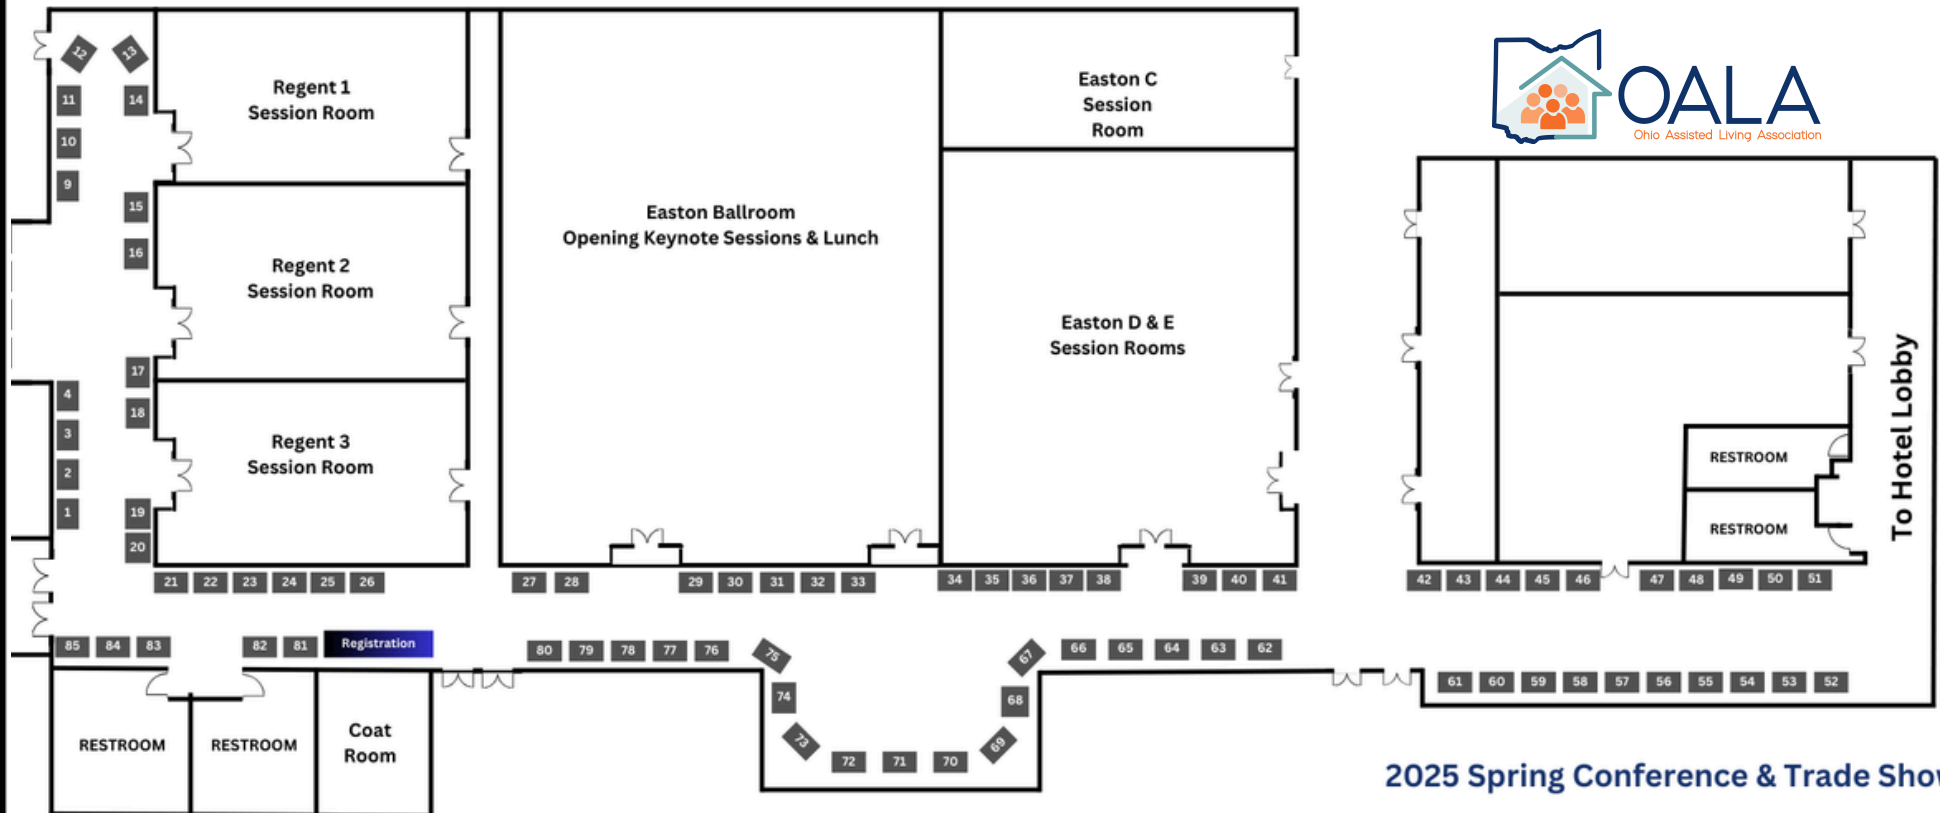 OALA
Ohio Assisted Living Association
12
13
11
14
10
9
15
16
17
4
18
3
2
1
19
20
Regent 1
Session Room
Regent 2
Session Room
Regent 3
Session Room
Easton Ballroom
Opening Keynote Sessions & Lunch
Easton C
Session
Room
Easton D & E
Session Rooms
RESTROOM
RESTROOM
To Hotel Lobby
21 22 23 24 25 26 27 28 29 30 31 32 33 34 35 36 37 38 39 40 41 42 43 44 45 46 47 48 49 50 51
85 84 83 82 81 Registration 80 79 78 77 76 75
74
73
72 71 70
69
68
67
66 65 64 63 62
61 60 59 58 57 56 55 54 53 52
RESTROOM
RESTROOM
Coat
Room
2025 Spring Conference & Trade Show